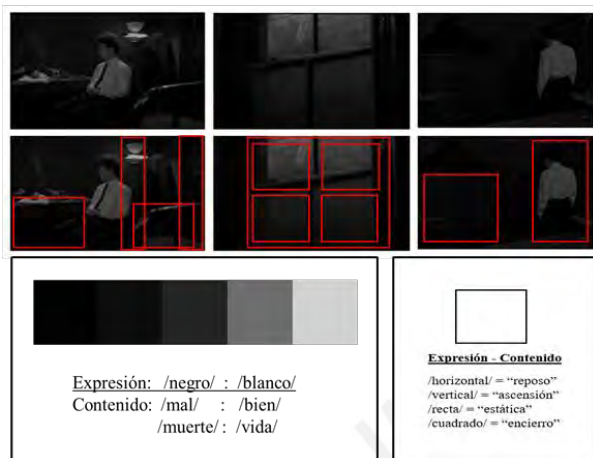 Expresión: /negro/ : /blanco/
Contenido: /mal/ : /bien/
/muerte/ : /vida/
Expresión - Contenido
/horizontal/ = “reposo”
/vertical/ = “ascensión”
/recta/ = “estática”
/cuadrado/ = “encierro”